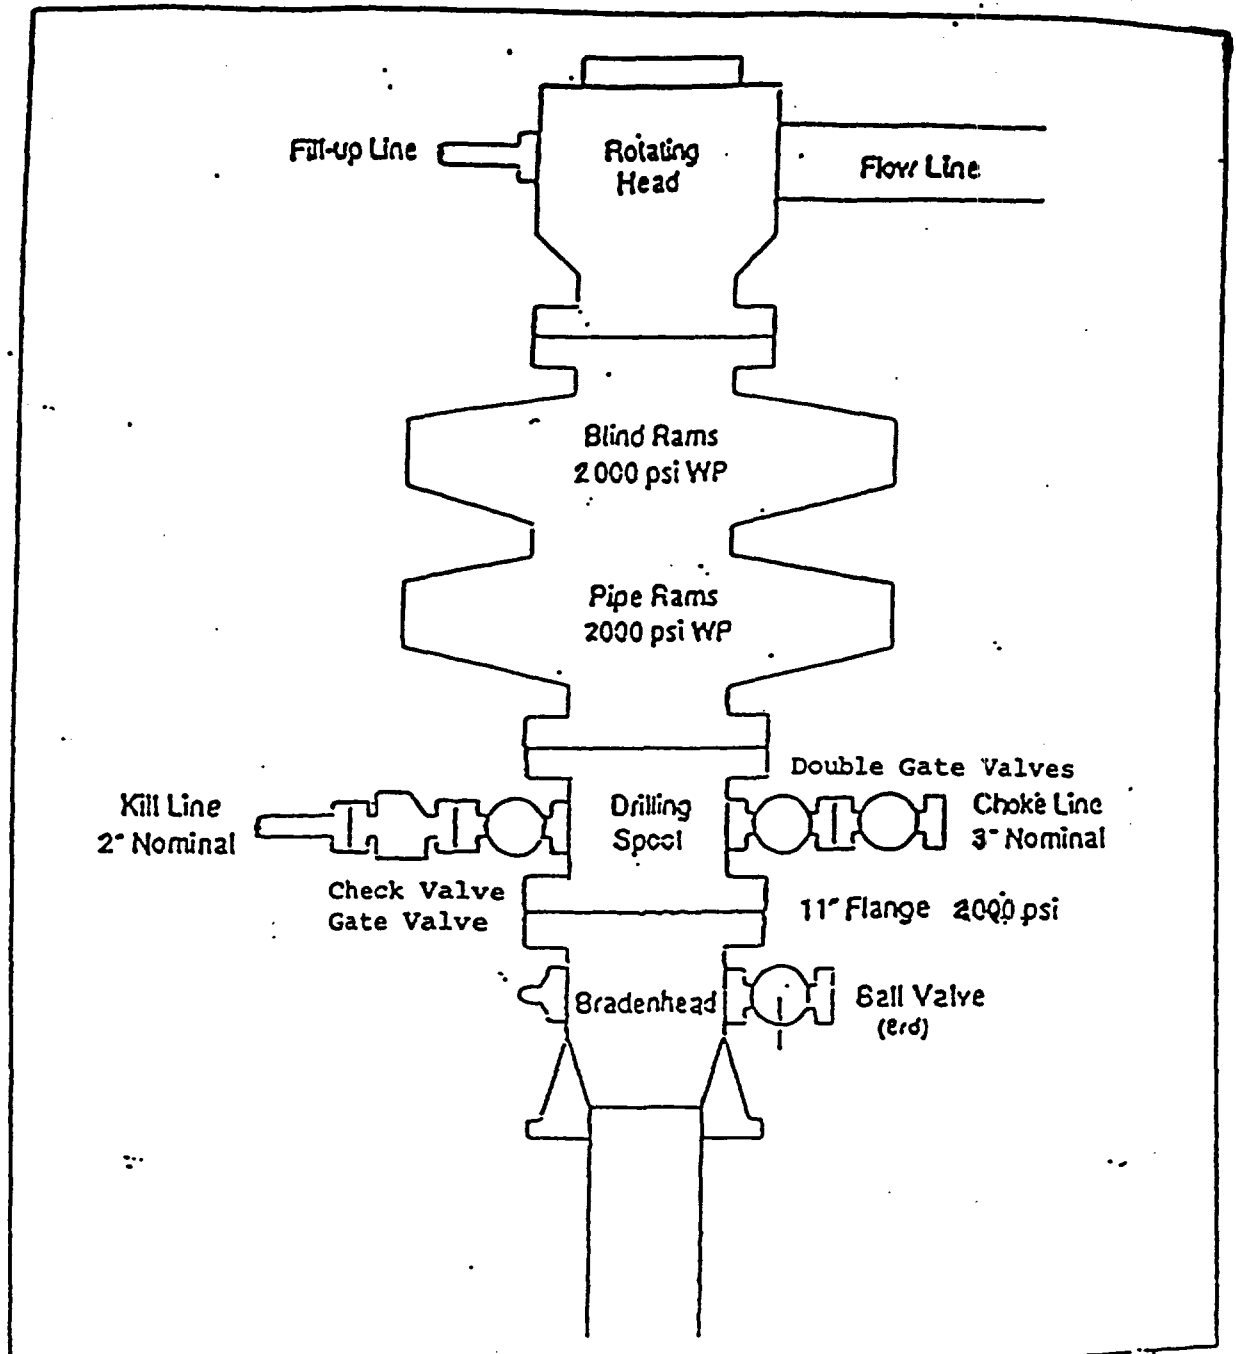 Fill-up Line
Rotating
Head
Flow Line
Blind Rams
2000 psi WP
Pipe Rams
2000 psi WP
Double Gate Valves
Kill Line
2" Nominal
Drilling
Spool
Choke Line
3" Nominal
Check Valve
Gate Valve
11" Flange 2000 psi
Bradenhead
Ball Valve